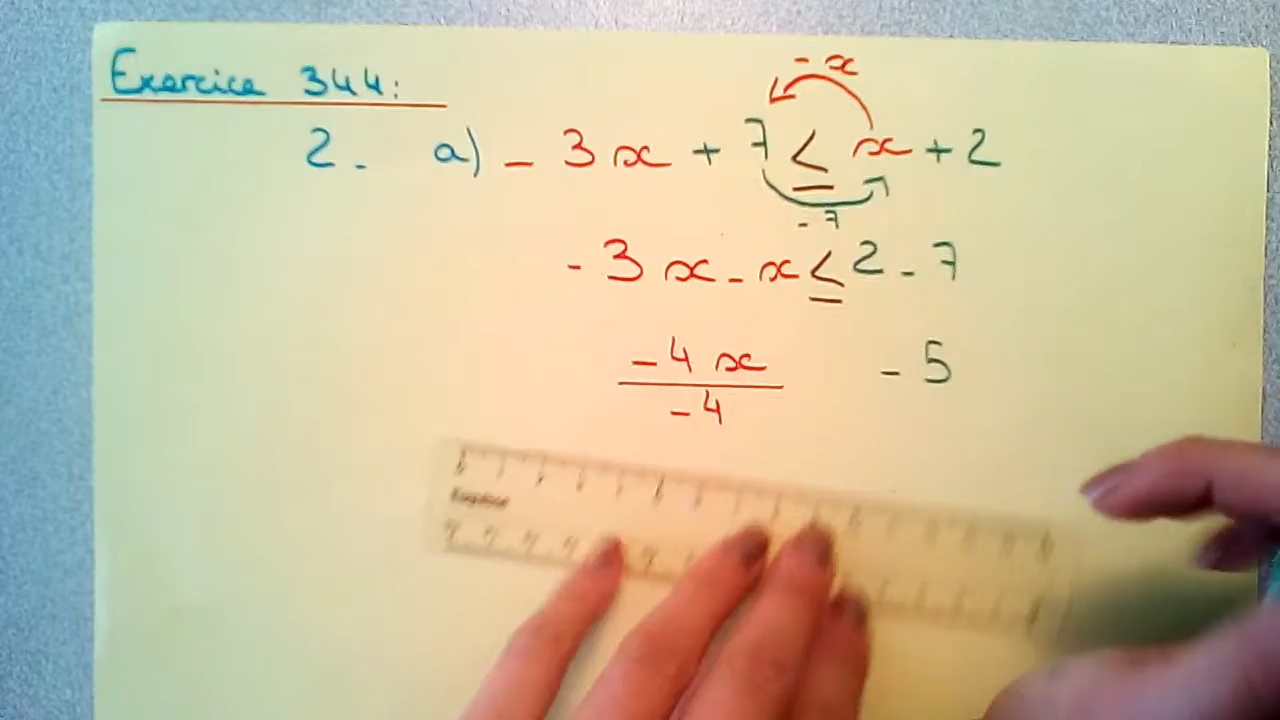 Exercice 344:
- x
2. a) - 3x + 7 ≤ x + 2
- 7
- 3x - x ≤ 2 - 7
- 4x - 5
- 4